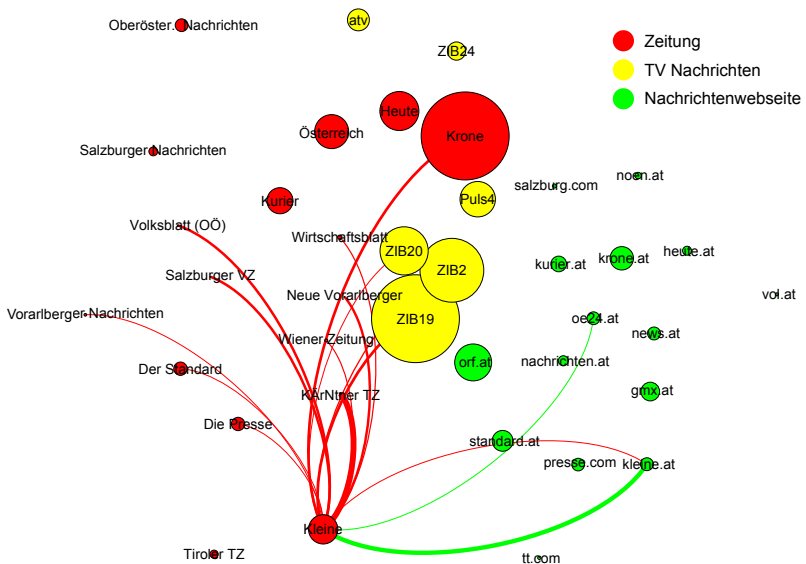 atv
Oberöster. Nachrichten
Zeitung
ZIB24
TV Nachrichten
Nachrichtenwebseite
Heute
Österreich
Krone
Salzburger Nachrichten
noen.at
salzburg.com
Kurier
Puls4
Volksblatt (OÖ)
Wirtschaftsblatt
ZIB20
heute.at
krone.at
kurier.at
ZIB2
Salzburger VZ
Neue Vorarlberger
vol.at
Vorarlberger Nachrichten
ZIB19
oe24.at
news.at
Wiener Zeitung
orf.at
nachrichten.at
Der Standard
gmx.at
KÄrNtner TZ
Die Presse
standard.at
presse.com
kleine.at
Kleine
Tiroler TZ
tt.com